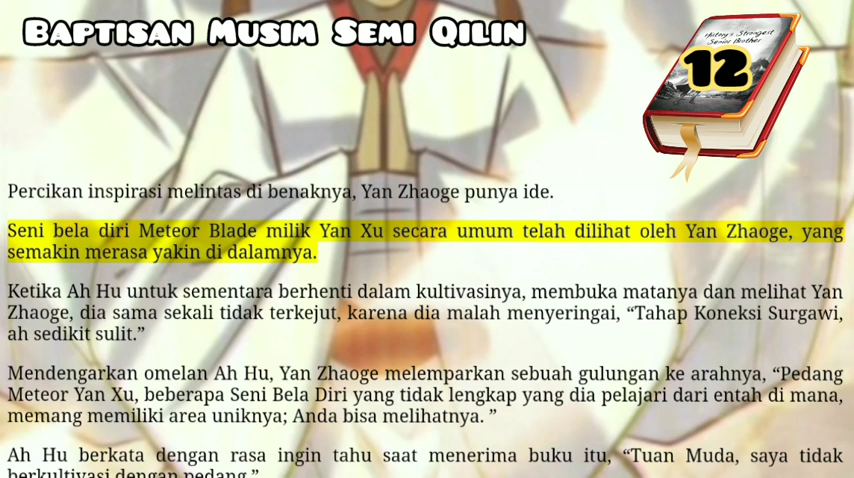 Baptisan Musim Semi Qilin
History's Strongest
Senior Brother
12
Percikan inspirasi melintas di benaknya, Yan Zhaoge punya ide.
Seni bela diri Meteor Blade milik Yan Xu secara umum telah dilihat oleh Yan Zhaoge, yang
semakin merasa yakin di dalamnya.
Ketika Ah Hu untuk sementara berhenti dalam kultivasinya, membuka matanya dan melihat Yan
Zhaoge, dia sama sekali tidak terkejut, karena dia malah menyeringai, “Tahap Koneksi Surgawi,
ah sedikit sulit.”
Mendengarkan omelan Ah Hu, Yan Zhaoge melemparkan sebuah gulungan ke arahnya, “Pedang
Meteor Yan Xu, beberapa Seni Bela Diri yang tidak lengkap yang dia pelajari dari entah di mana,
memang memiliki area uniknya; Anda bisa melihatnya. ”
Ah Hu berkata dengan rasa ingin tahu saat menerima buku itu, “Tuan Muda, saya tidak
berkultivasi dengan pedang.”